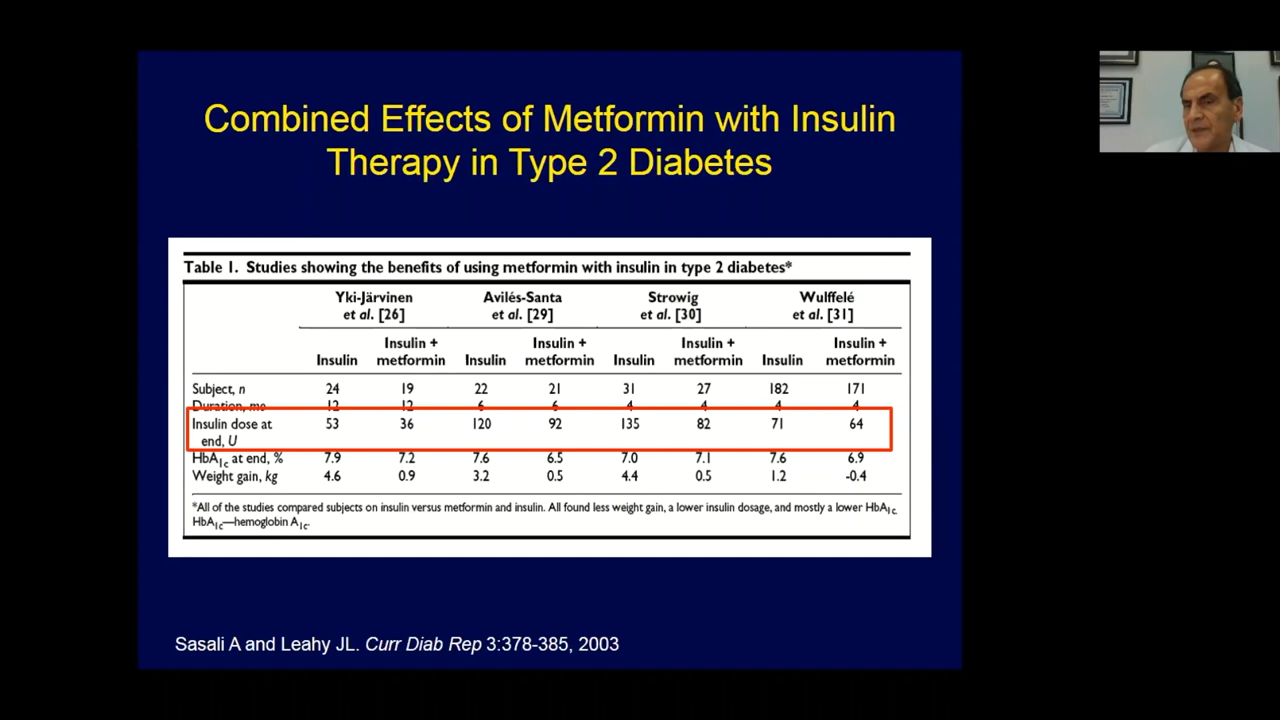 Combined Effects of Metformin with Insulin
Therapy in Type 2 Diabetes
Table 1. Studies showing the benefits of using metformin with insulin in type 2 diabetes*
Yki-Järvinen et al. [26] Avilés-Santa et al. [29] Strowig et al. [30] Wulffelé et al. [31]
Insulin Insulin + metformin Insulin Insulin + metformin Insulin Insulin + metformin Insulin Insulin + metformin
Subject, n 24 19 22 21 31 27 182 171
Duration, mo 12 12 6 6 4 4 4 4
Insulin dose at end, U 53 36 120 92 135 82 71 64
HbA1c at end, % 7.9 7.2 7.6 6.5 7.0 7.1 7.6 6.9
Weight gain, kg 4.6 0.9 3.2 0.5 4.4 0.5 1.2 -0.4
*All of the studies compared subjects on insulin versus metformin and insulin. All found less weight gain, a lower insulin dosage, and mostly a lower HbA1c.
HbA1c—hemoglobin A1c.
Sasali A and Leahy JL. Curr Diab Rep 3:378-385, 2003